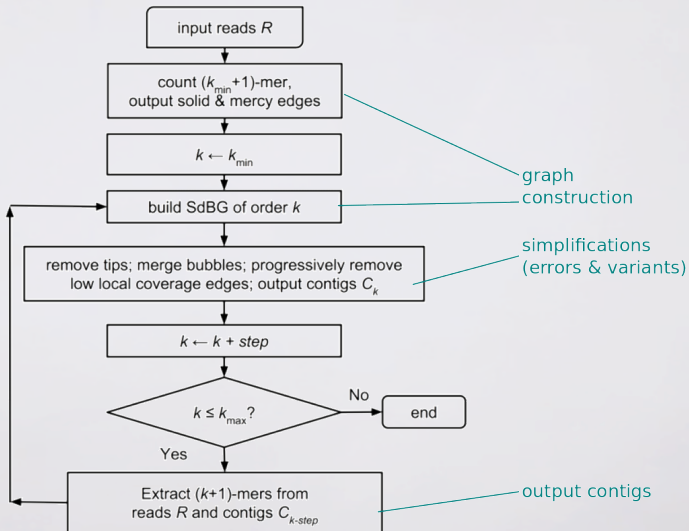 input reads R
count (kmin+1)-mer,
output solid & mercy edges
k ← kmin
build SdBG of order k
remove tips; merge bubbles; progressively remove
low local coverage edges; output contigs Ck
k ← k + step
k ≤ kmax?
No
end
Yes
Extract (k+1)-mers from
reads R and contigs Ck-step
graph
construction
simplifications
(errors & variants)
output contigs